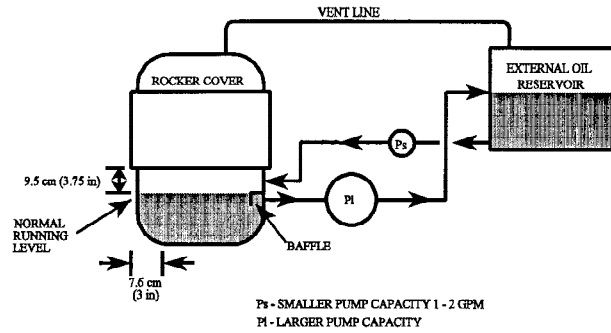 VENT LINE
ROCKER COVER
EXTERNAL OIL
RESERVOIR
Ps
9.5 cm (3.75 in)
Pl
NORMAL
RUNNING
LEVEL
BAFFLE
7.6 cm
(3 in)
Ps - SMALLER PUMP CAPACITY 1 - 2 GPM
Pl - LARGER PUMP CAPACITY